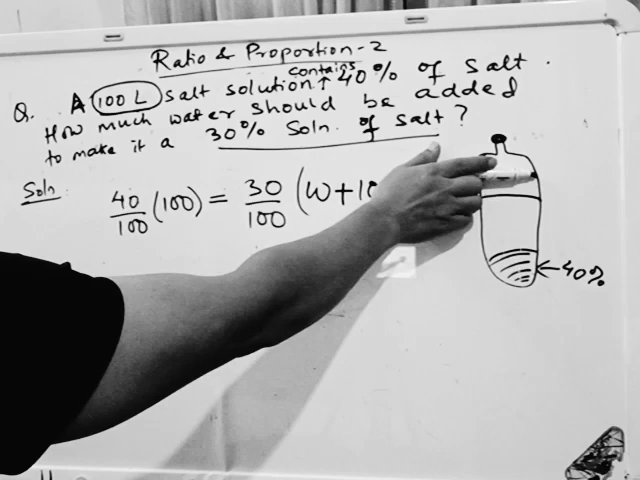 Ratio & Proportion-2
Q. A 100 L salt solution contains 40% of salt.
How much water should be added
to make it a 30% Soln. of salt?
Soln.
40/100 (100) = 30/100 (W+10
40%